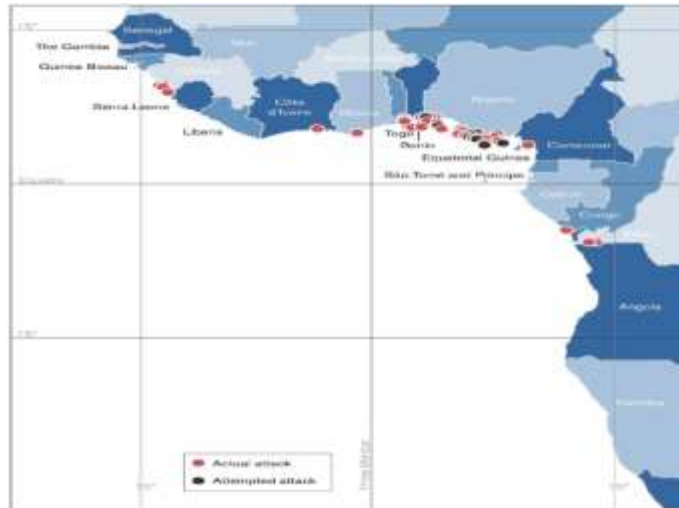 Senegal
The Gambia
Mali
Guinea Bissau
Sierra Leone
Côte
d'Ivoire
Liberia
Ghana
Togo
Benin
Nigeria
Cameroon
Equatorial Guinea
São Tomé and Príncipe
Gabon
Congo
Angola
Namibia
Actual attack
Attempted attack